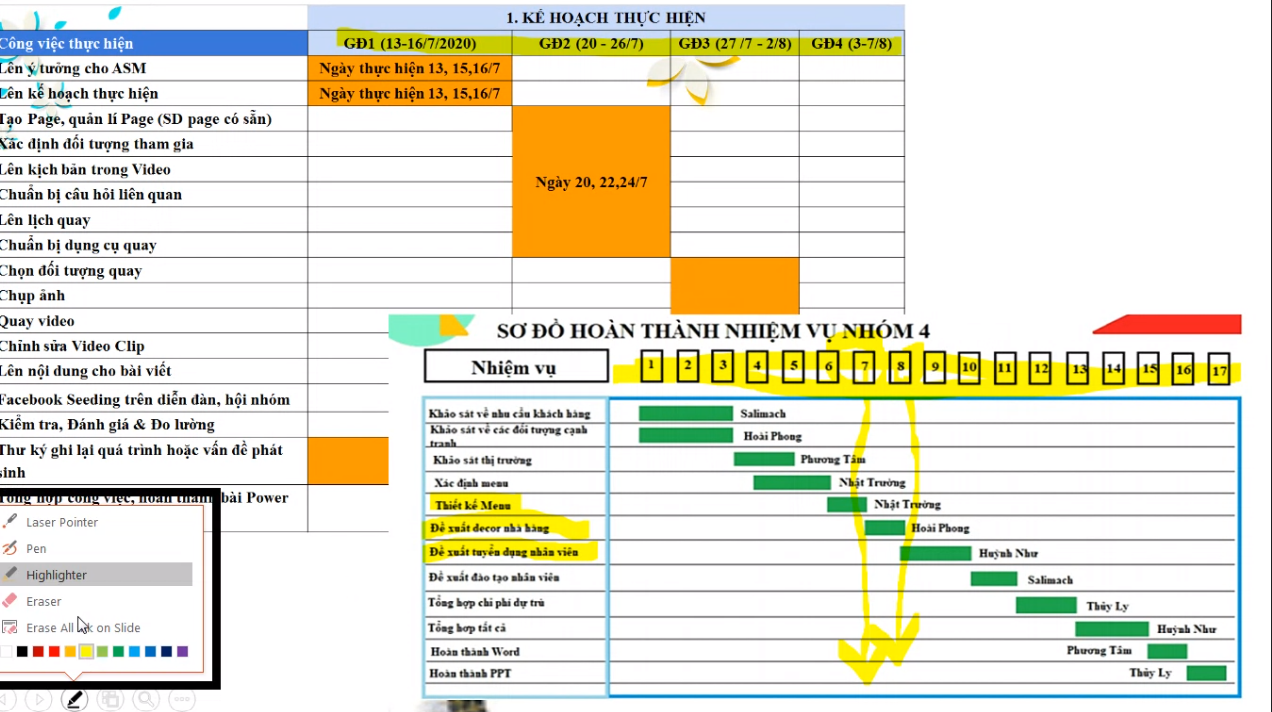 1. KẾ HOẠCH THỰC HIỆN
Công việc thực hiện GĐ1 (13-16/7/2020) GĐ2 (20 - 26/7) GĐ3 (27 /7 - 2/8) GĐ4 (3-7/8)
Lên ý tưởng cho ASM Ngày thực hiện 13, 15,16/7
Lên kế hoạch thực hiện Ngày thực hiện 13, 15,16/7
Tạo Page, quản lí Page (SD page có sẵn)
Xác định đối tượng tham gia
Lên kịch bản trong Video
Ngày 20, 22,24/7
Chuẩn bị câu hỏi liên quan
Lên lịch quay
Chuẩn bị dụng cụ quay
Chọn đối tượng quay
Chụp ảnh
Quay video
Chỉnh sửa Video Clip
Lên nội dung cho bài viết
Facebook Seeding trên diễn đàn, hội nhóm
Kiểm tra, Đánh giá & Đo lường
Thư ký ghi lại quá trình hoặc vấn đề phát
sinh
Tổng hợp công việc, hoàn thành bài Power
Laser Pointer
Pen
Highlighter
Eraser
Erase All Ink on Slide
SƠ ĐỒ HOÀN THÀNH NHIỆM VỤ NHÓM 4
Nhiệm vụ 1 2 3 4 5 6 7 8 9 10 11 12 13 14 15 16 17
Khảo sát về nhu cầu khách hàng Salimach
Khảo sát về các đối tượng cạnh
tranh Hoài Phong
Khảo sát thị trường Phương Tâm
Xác định menu Nhật Trường
Thiết kế Menu Nhật Trường
Đề xuất decor nhà hàng Hoài Phong
Đề xuất tuyển dụng nhân viên Huỳnh Như
Đề xuất đào tạo nhân viên Salimach
Tổng hợp chi phí dự trù Thúy Ly
Tổng hợp tất cả Huỳnh Như
Hoàn thành Word Phương Tâm
Hoàn thành PPT Thúy Ly